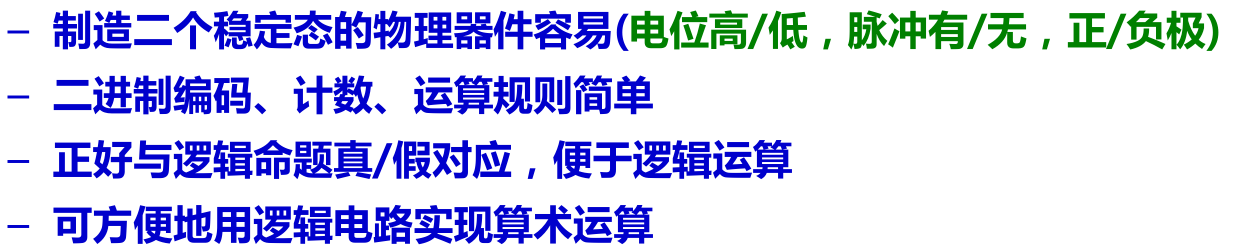 – 制造二个稳定态的物理器件容易(电位高/低，脉冲有/无，正/负极)
– 二进制编码、计数、运算规则简单
– 正好与逻辑命题真/假对应，便于逻辑运算
– 可方便地用逻辑电路实现算术运算